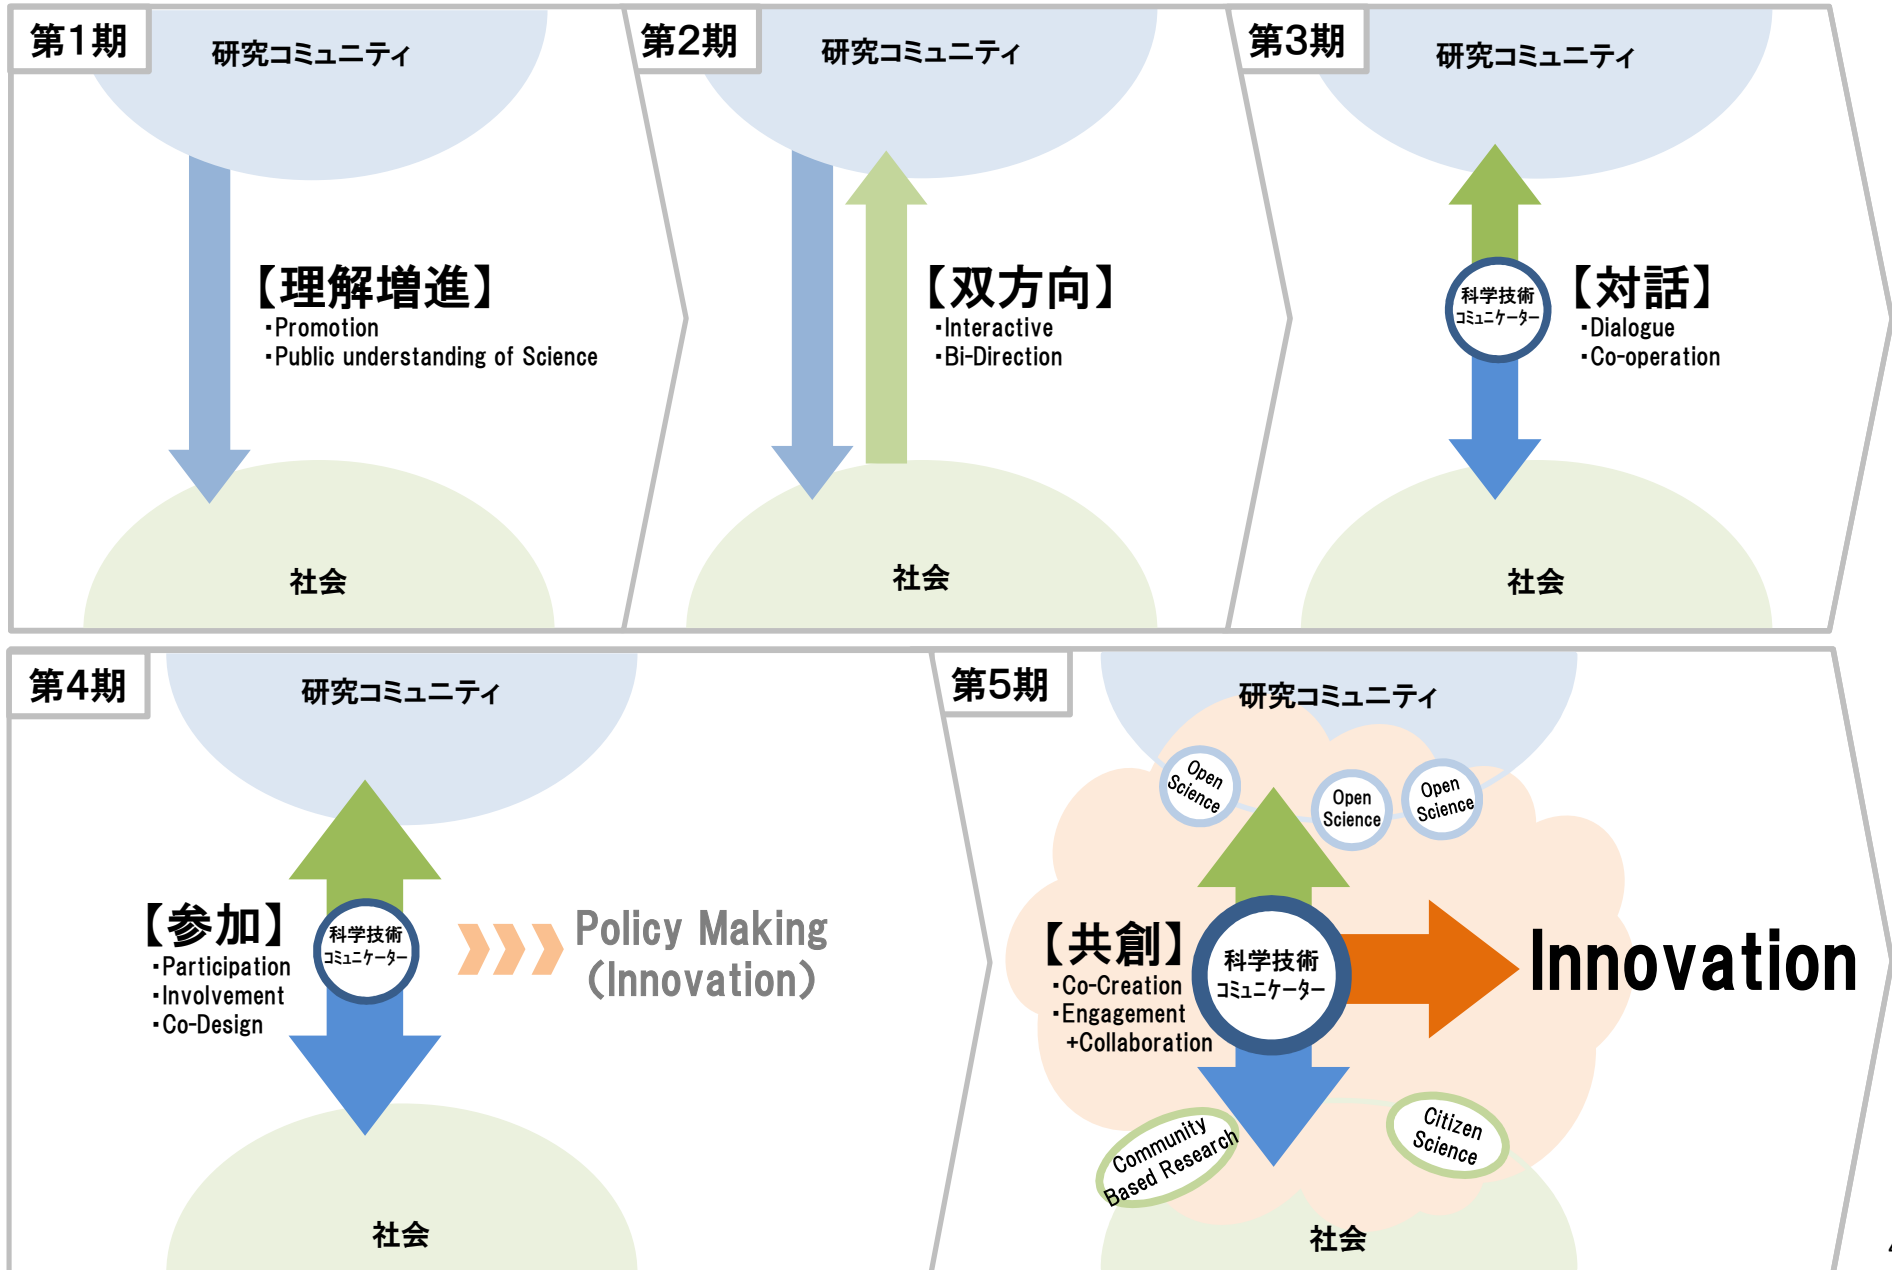 第1期
研究コミュニティ
【理解増進】
・Promotion
・Public understanding of Science
社会
第2期
研究コミュニティ
【双方向】
・Interactive
・Bi-Direction
社会
第3期
研究コミュニティ
科学技術
コミュニケーター
【対話】
・Dialogue
・Co-operation
社会
第4期
研究コミュニティ
【参加】
・Participation
・Involvement
・Co-Design
科学技術
コミュニケーター
Policy Making
(Innovation)
社会
第5期
研究コミュニティ
Open
Science
Open
Science
Open
Science
【共創】
・Co-Creation
・Engagement
+Collaboration
科学技術
コミュニケーター
Innovation
Community
Based Research
Citizen
Science
社会